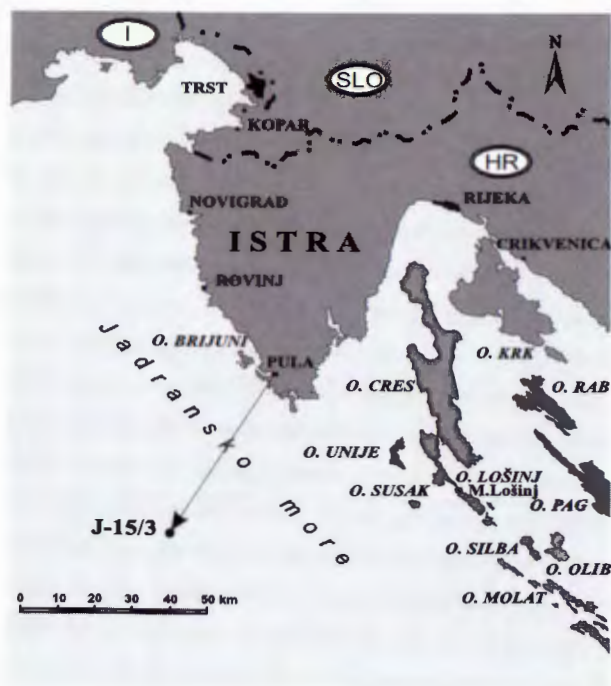 I
N
SLO
TRST
KOPAR
HR
NOVIGRAD
RIJEKA
ISTRA
CRIKVENICA
ROVINJ
O. BRIJUNI
O. KRK
PULA
O. CRES
O. RAB
Jadrans o more
O. UNIJE
O. LOŠINJ
O. SUSAK
M.Lošinj
O. PAG
J-15/3
O. SILBA
O. OLIB
O. MOLAT
0 10 20 30 40 50 km